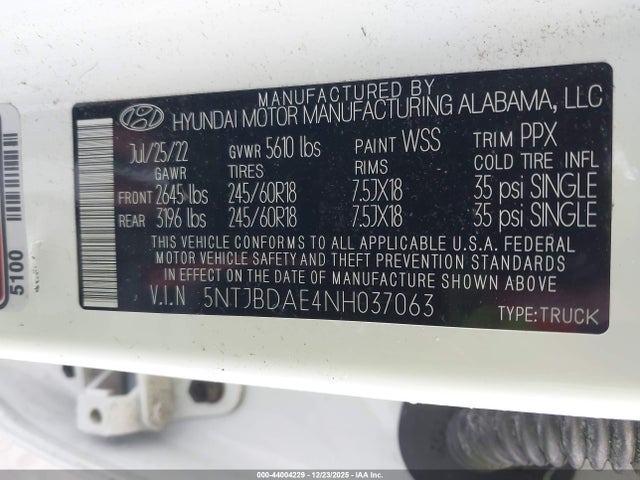 MANUFACTURED BY
HYUNDAI MOTOR MANUFACTURING ALABAMA, LLC
Jul/25/22 GVWR 5610 lbs PAINT WSS TRIM PPX
GAWR TIRES RIMS COLD TIRE INFL
FRONT 2645 lbs 245/60R18 7.5JX18 35 psi SINGLE
REAR 3196 lbs 245/60R18 7.5JX18 35 psi SINGLE
THIS VEHICLE CONFORMS TO ALL APPLICABLE U.S.A. FEDERAL
MOTOR VEHICLE SAFETY AND THEFT PREVENTION STANDARDS
IN EFFECT ON THE DATE OF MANUFACTURE SHOWN ABOVE
V.I.N 5NTJBDAE4NH037063
TYPE:TRUCK
5100
000-44004229 - 12/23/2025 - IAAI.COM